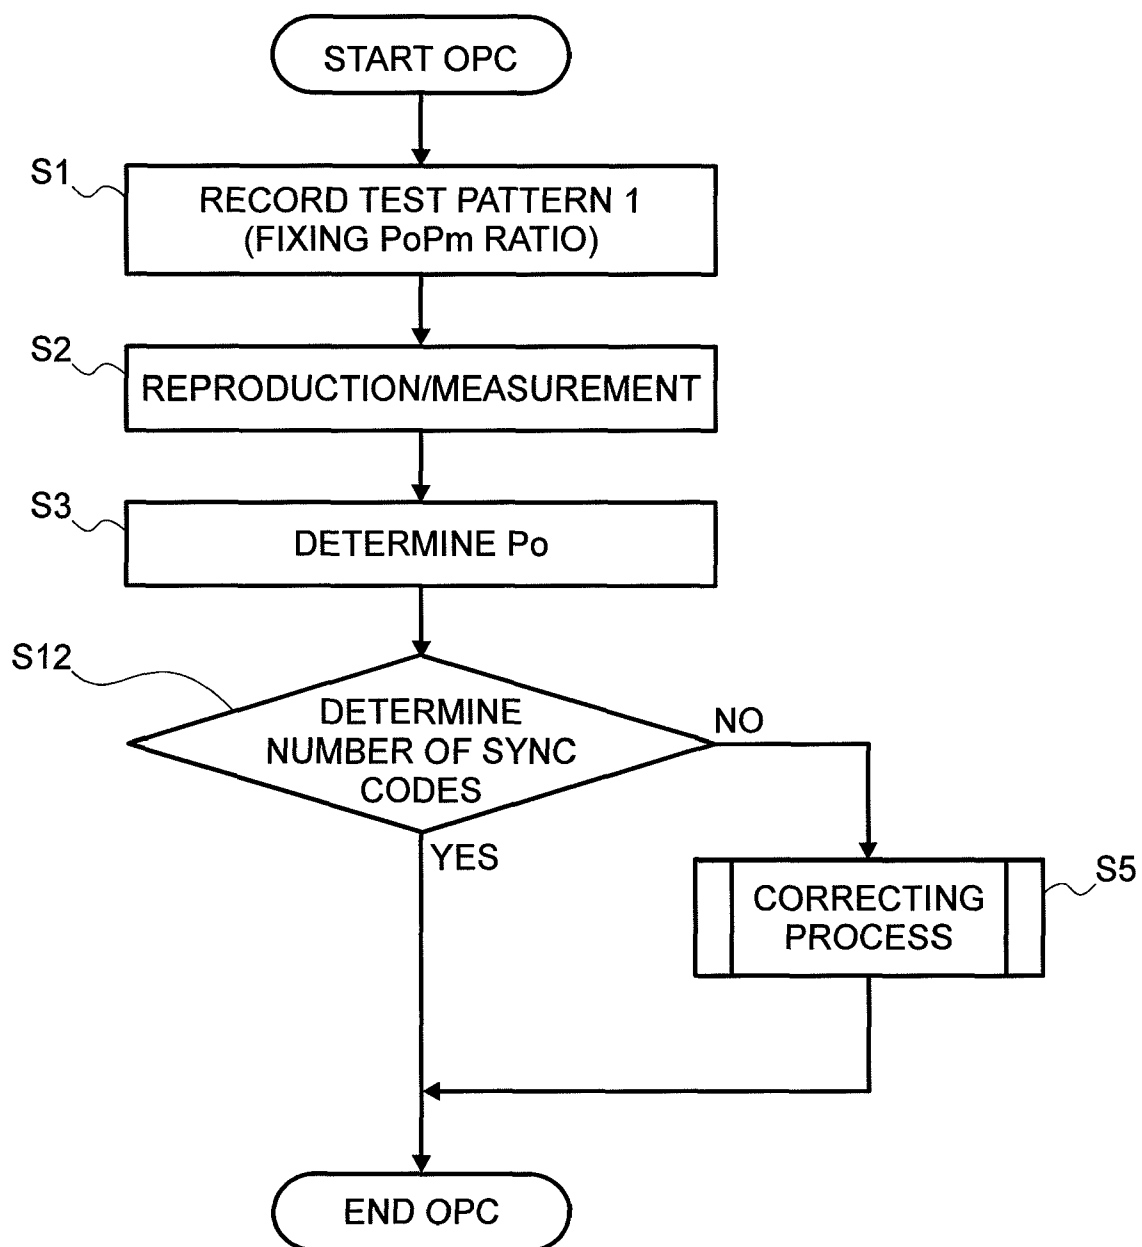 START OPC
S1
RECORD TEST PATTERN 1
(FIXING PoPm RATIO)
S2
REPRODUCTION/MEASUREMENT
S3
DETERMINE Po
S12
DETERMINE
NUMBER OF SYNC
CODES
NO
YES
CORRECTING
PROCESS
S5
END OPC